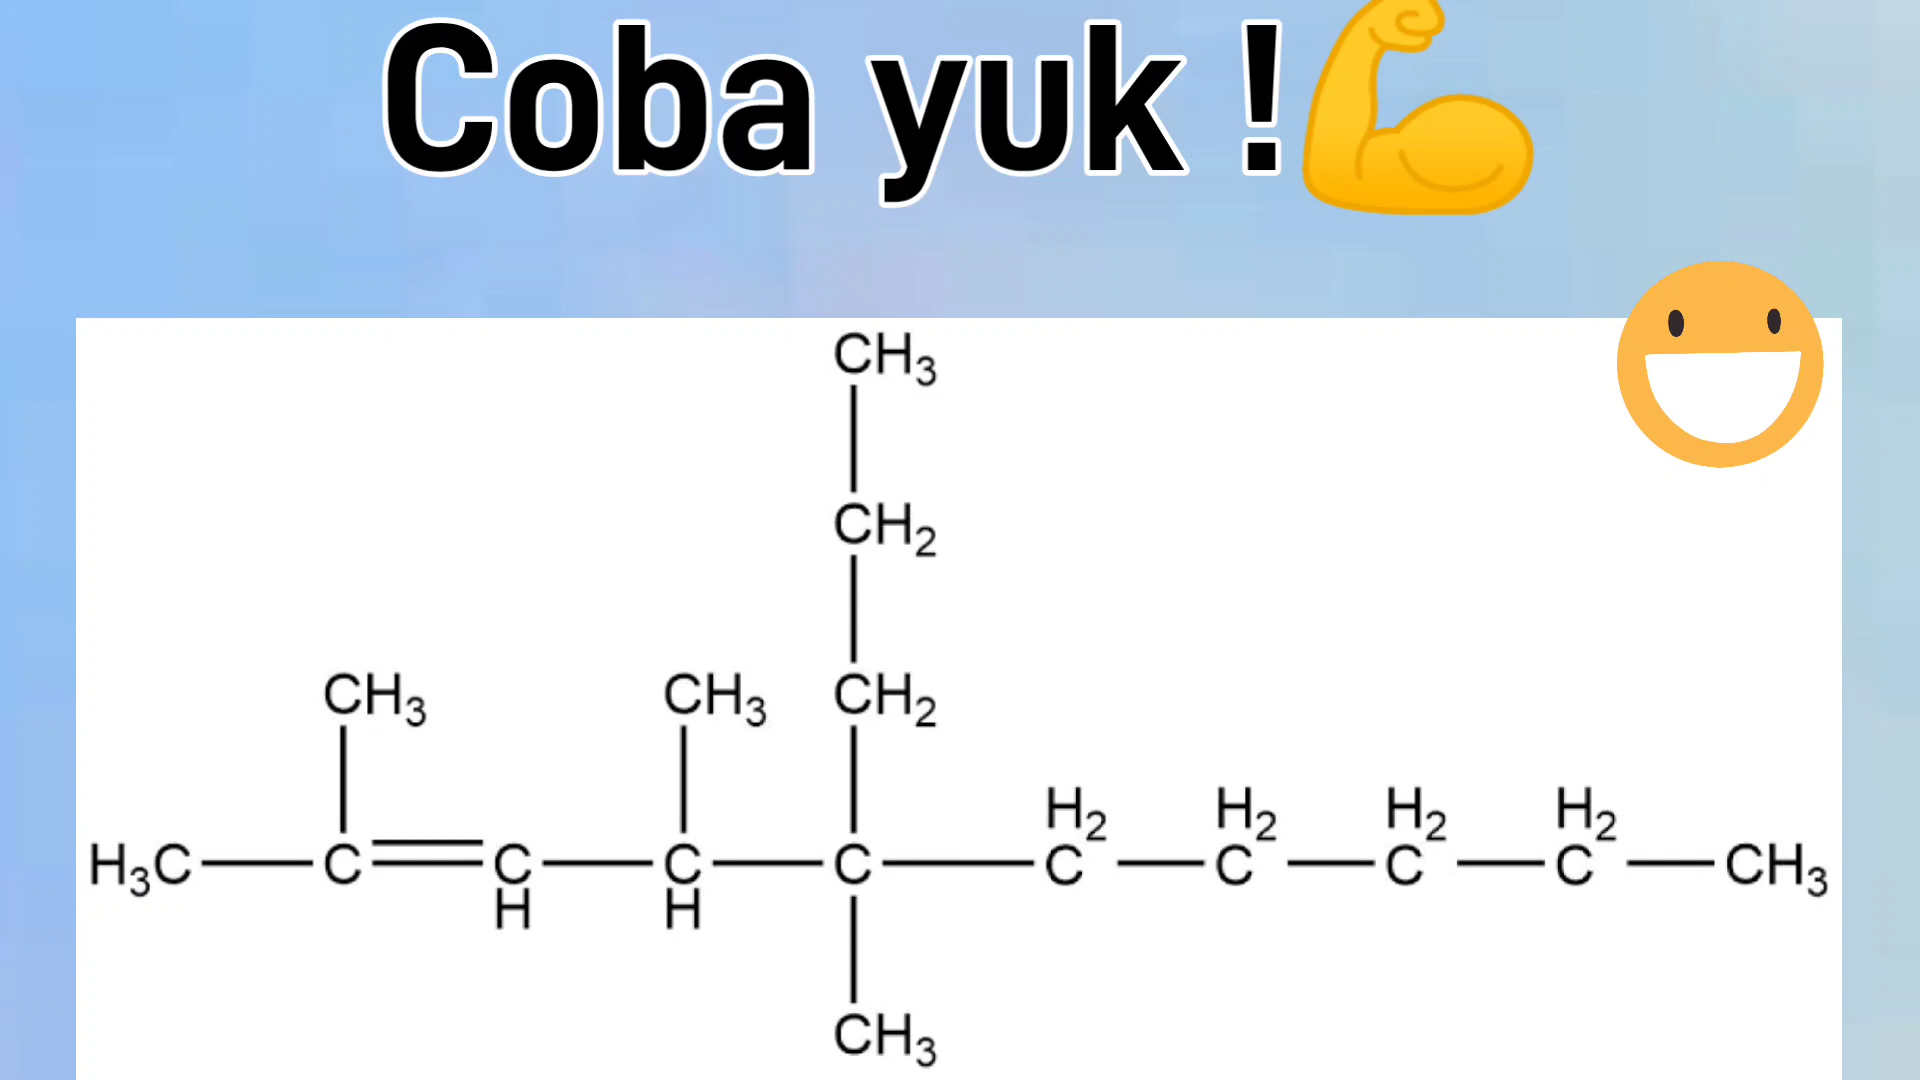 Coba yuk !
CH3
CH2
CH3 CH3 CH2
H2 H2 H2 H2
H3C C C C C C C C C CH3
H H
CH3